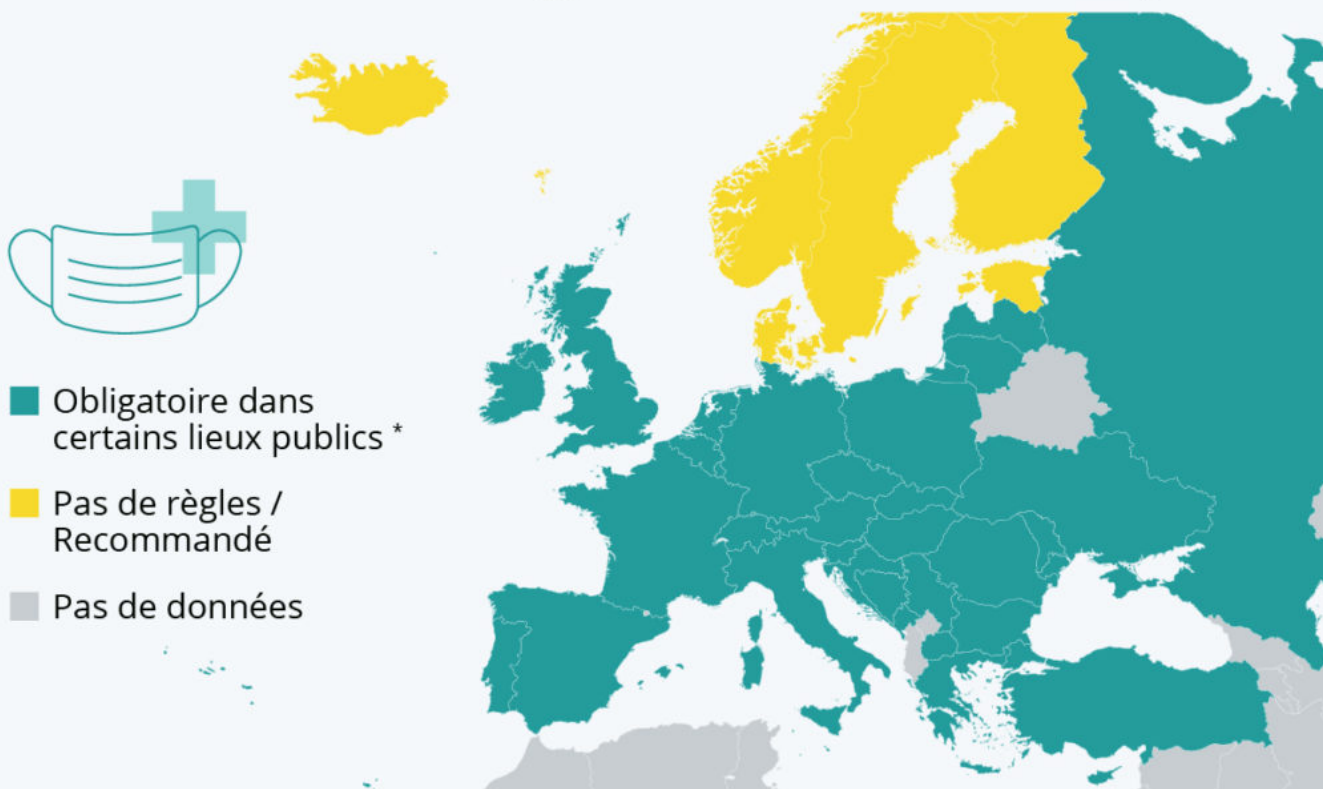 Obligatoire dans
certains lieux publics *
Pas de règles /
Recommandé
Pas de données